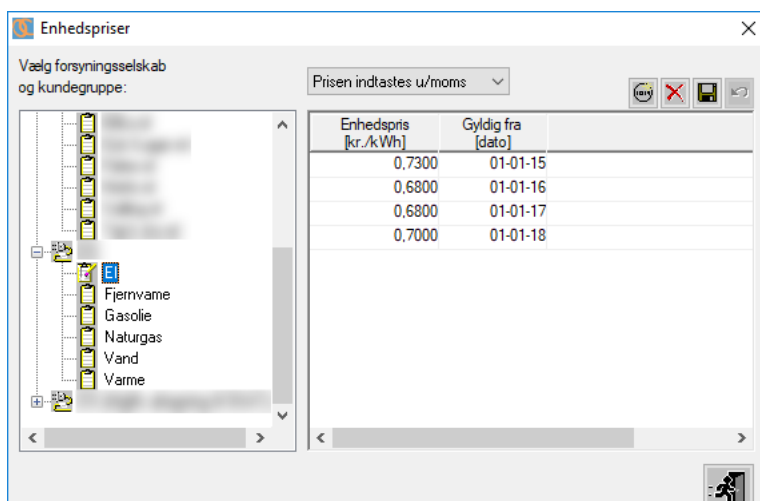 Enhedspriser
Vælg forsyningsselskab
og kundegruppe:
Prisen indtastes u/moms
Enhedspris Gyldig fra
[kr./kWh] [dato]
0,7300 01-01-15
0,6800 01-01-16
0,6800 01-01-17
0,7000 01-01-18
El
Fjernvame
Gasolie
Naturgas
Vand
Varme